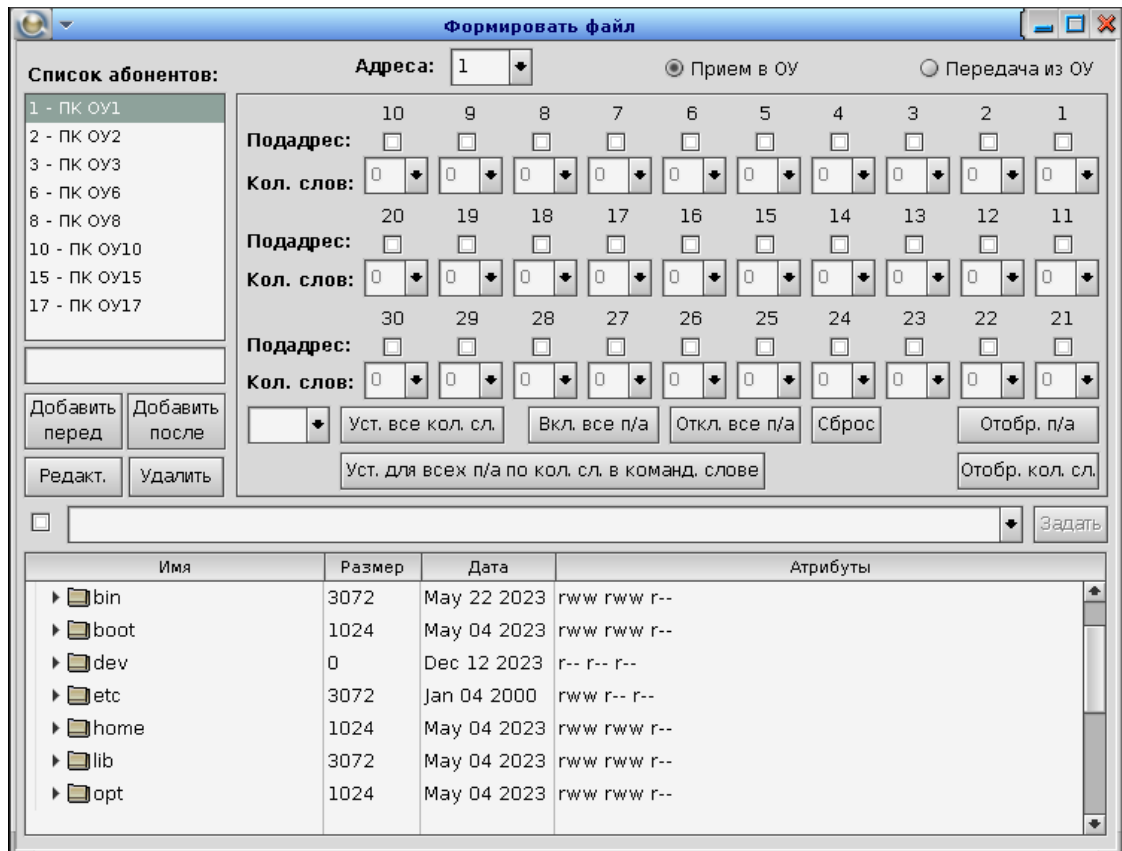 Формировать файл
Список абонентов:
Адреса: 1
Прием в ОУ
Передача из ОУ
1 - ПК ОУ1
2 - ПК ОУ2
3 - ПК ОУ3
6 - ПК ОУ6
8 - ПК ОУ8
10 - ПК ОУ10
15 - ПК ОУ15
17 - ПК ОУ17
Добавить перед
Добавить после
Редакт.
Удалить
10 9 8 7 6 5 4 3 2 1
Подадрес:
Кол. слов: 0 0 0 0 0 0 0 0 0 0
20 19 18 17 16 15 14 13 12 11
Подадрес:
Кол. слов: 0 0 0 0 0 0 0 0 0 0
30 29 28 27 26 25 24 23 22 21
Подадрес:
Кол. слов: 0 0 0 0 0 0 0 0 0 0
Уст. все кол. сл. Вкл. все п/а Откл. все п/а Сброс Отобр. п/а
Уст. для всех п/а по кол. сл. в команд. слове Отобр. кол. сл.
Задать
Имя Размер Дата Атрибуты
bin 3072 May 22 2023 rww rww r--
boot 1024 May 04 2023 rww rww r--
dev 0 Dec 12 2023 r-- r-- r--
etc 3072 Jan 04 2000 rww r-- r--
home 1024 May 04 2023 rww rww r--
lib 3072 May 04 2023 rww rww r--
opt 1024 May 04 2023 rww rww r--